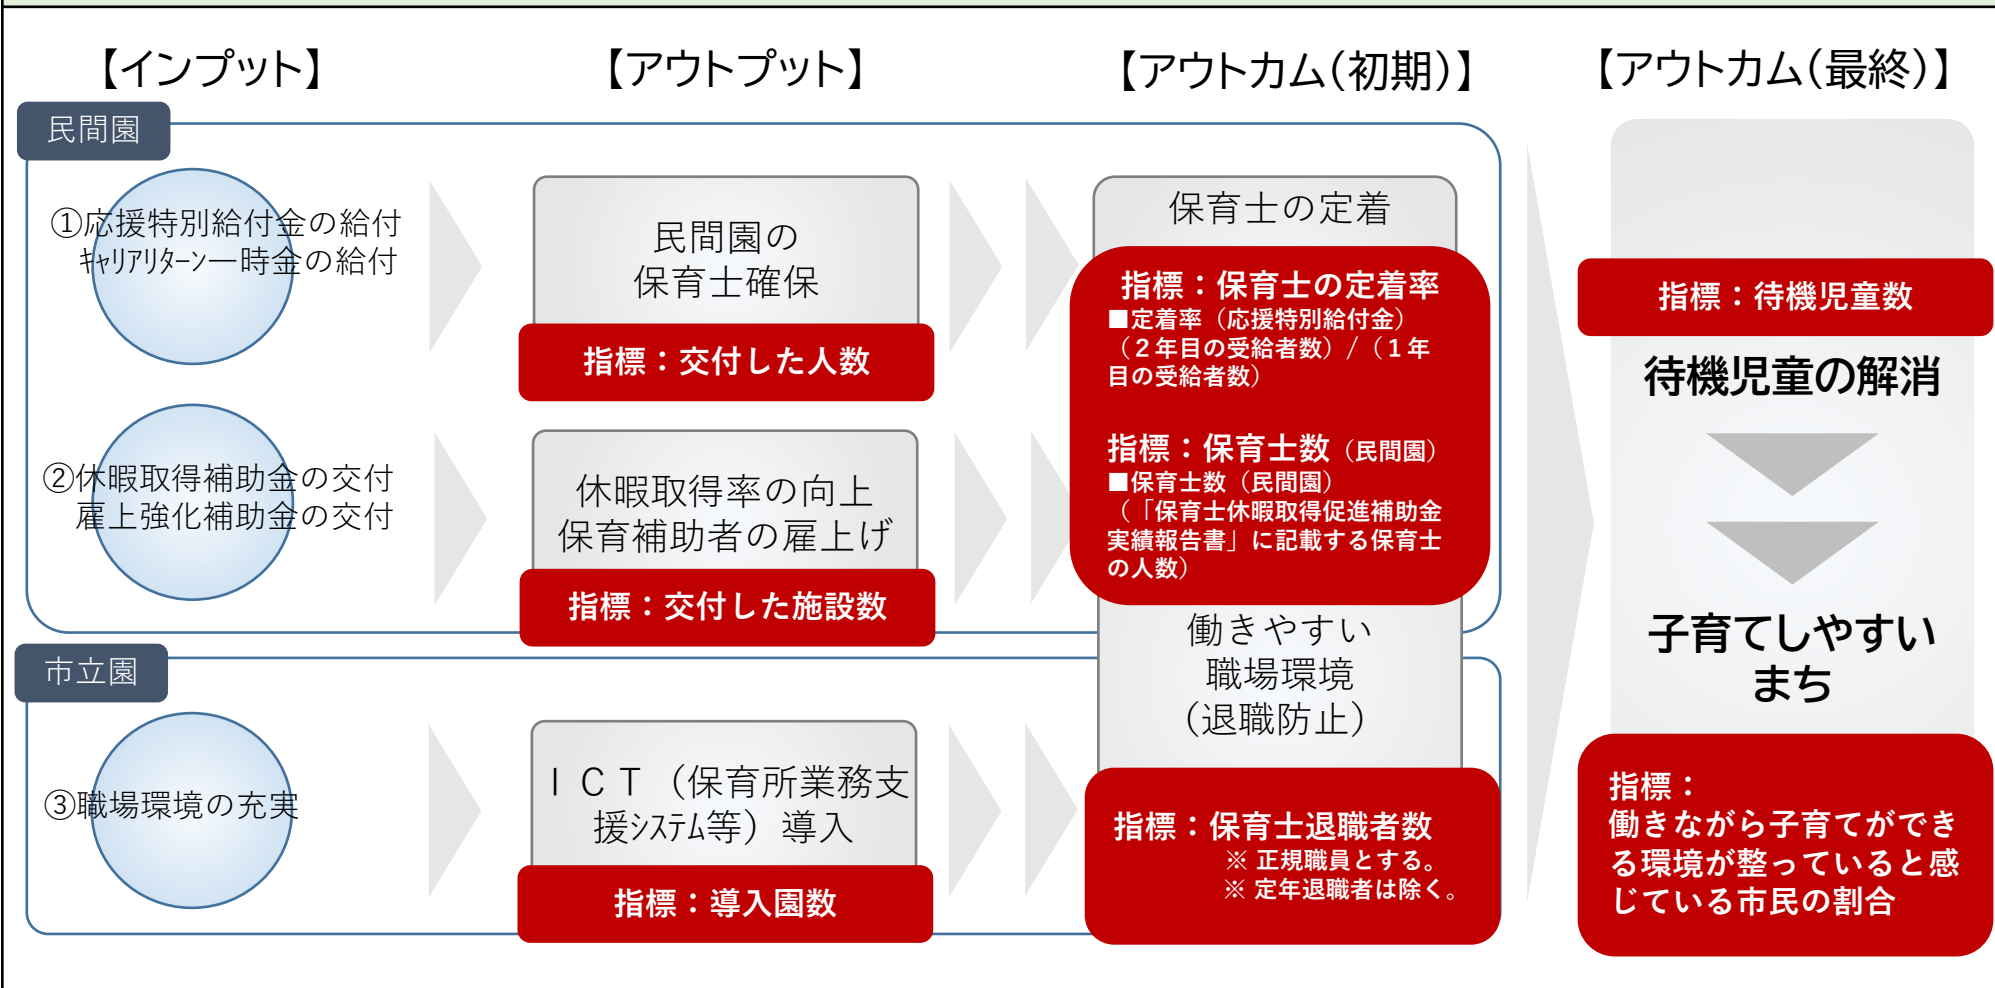 【インプット】
【アウトプット】
【アウトカム(初期)】
【アウトカム(最終)】
民間園
①応援特別給付金の給付
ｷｬﾘｱﾘﾀｰﾝ一時金の給付
民間園の
保育士確保
指標：交付した人数
②休暇取得補助金の交付
雇上強化補助金の交付
休暇取得率の向上
保育補助者の雇上げ
指標：交付した施設数
保育士の定着
指標：保育士の定着率
■定着率（応援特別給付金）
（２年目の受給者数）/（１年
目の受給者数）
指標：保育士数（民間園）
■保育士数（民間園）
（「保育士休暇取得促進補助金
実績報告書」に記載する保育士
の人数）
市立園
③職場環境の充実
ＩＣＴ（保育所業務支
援ｼｽﾃﾑ等）導入
指標：導入園数
働きやすい
職場環境
(退職防止)
指標：保育士退職者数
※ 正規職員とする。
※ 定年退職者は除く。
指標：待機児童数
待機児童の解消
子育てしやすい
まち
指標：
働きながら子育てができ
る環境が整っていると感
じている市民の割合